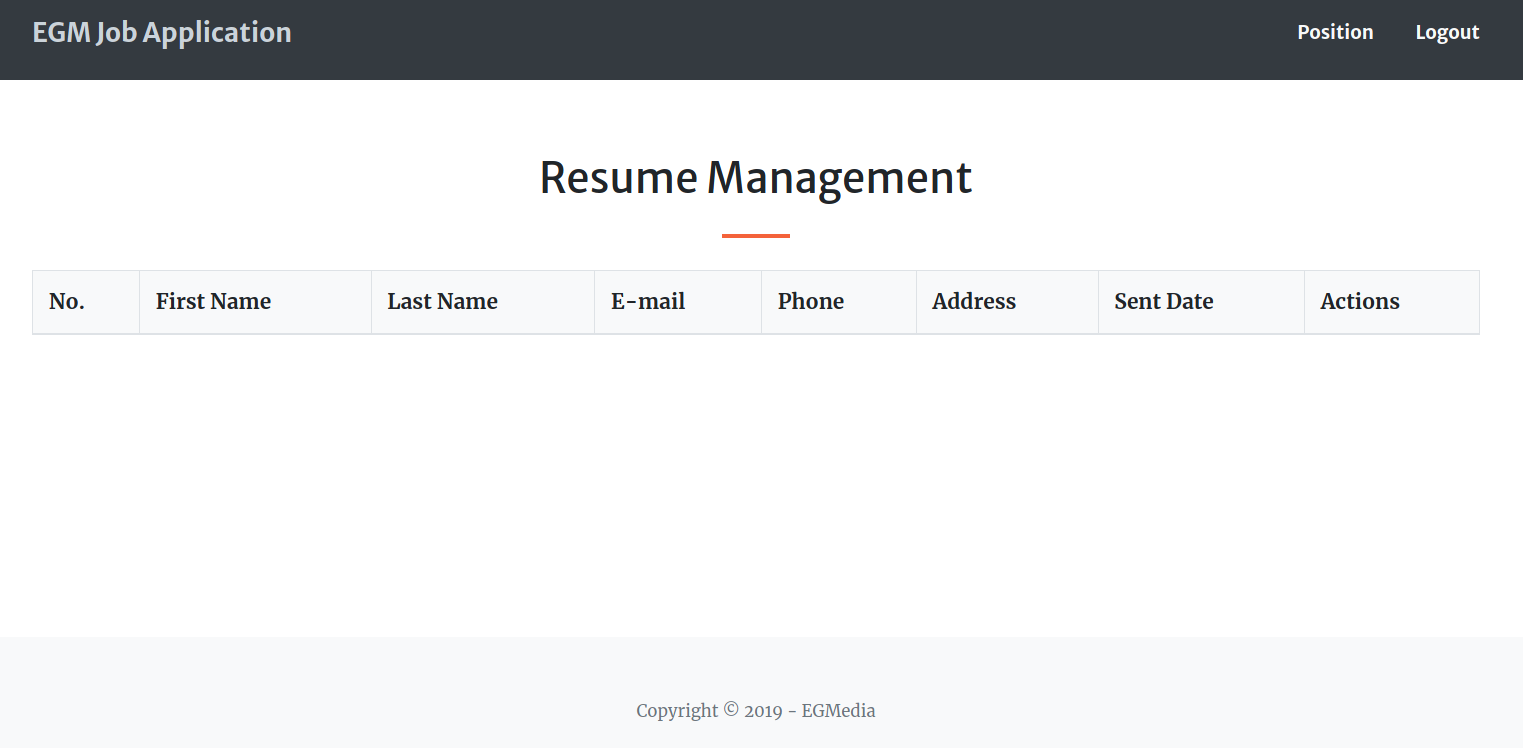 EGM Job Application Position Logout
Resume Management
No. First Name Last Name E-mail Phone Address Sent Date Actions
Copyright © 2019 - EGMedia